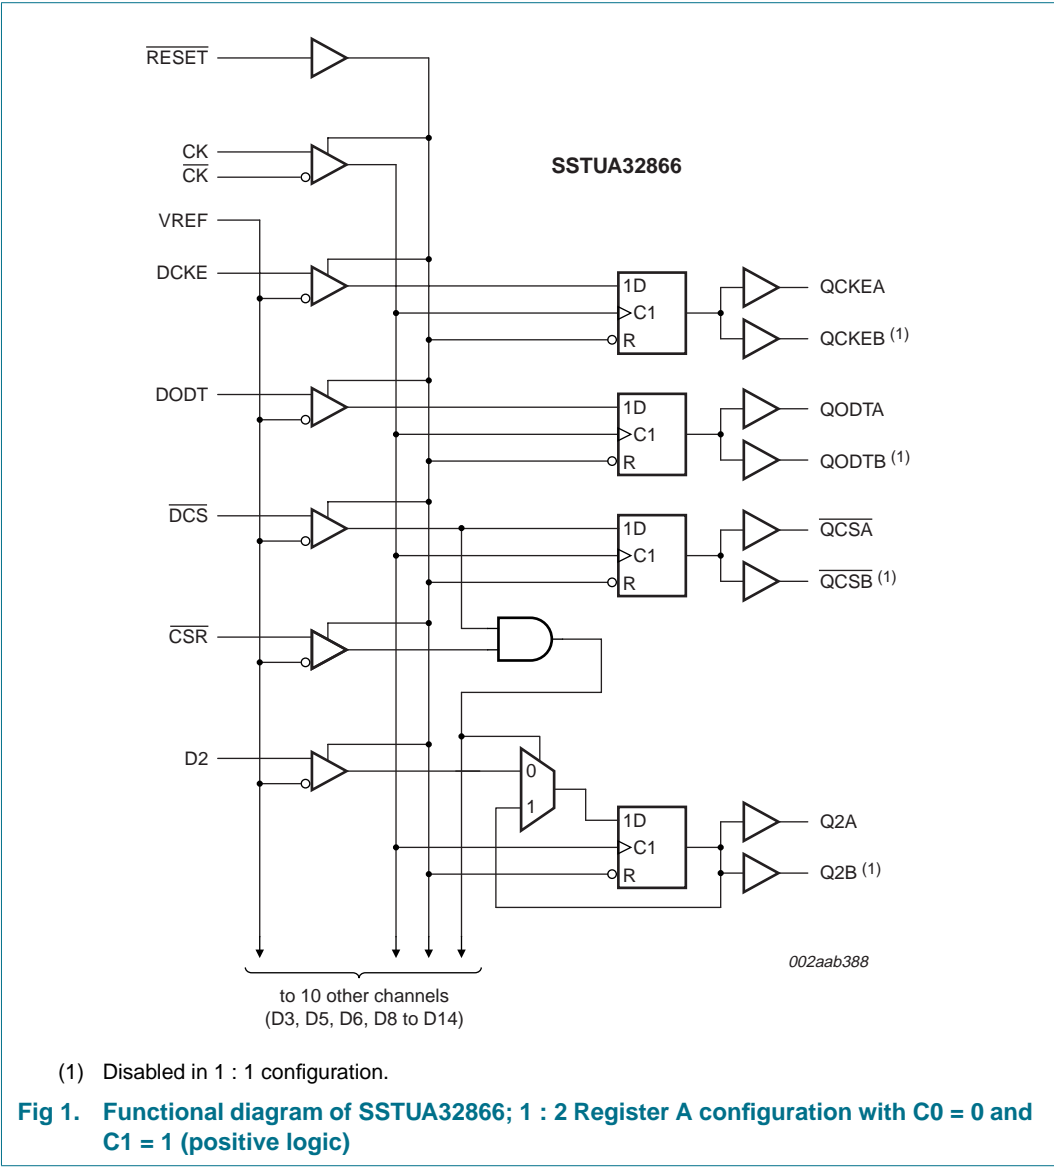 RESET
CK
CK
SSTUA32866
VREF
DCKE
1D
C1
R
QCKEA
QCKEB (1)
DODT
1D
C1
R
QODTA
QODTB (1)
DCS
1D
C1
R
QCSA
QCSB (1)
CSR
D2
0
1
1D
C1
R
Q2A
Q2B (1)
002aab388
to 10 other channels
(D3, D5, D6, D8 to D14)
(1) Disabled in 1 : 1 configuration.
Fig 1. Functional diagram of SSTUA32866; 1 : 2 Register A configuration with C0 = 0 and
C1 = 1 (positive logic)